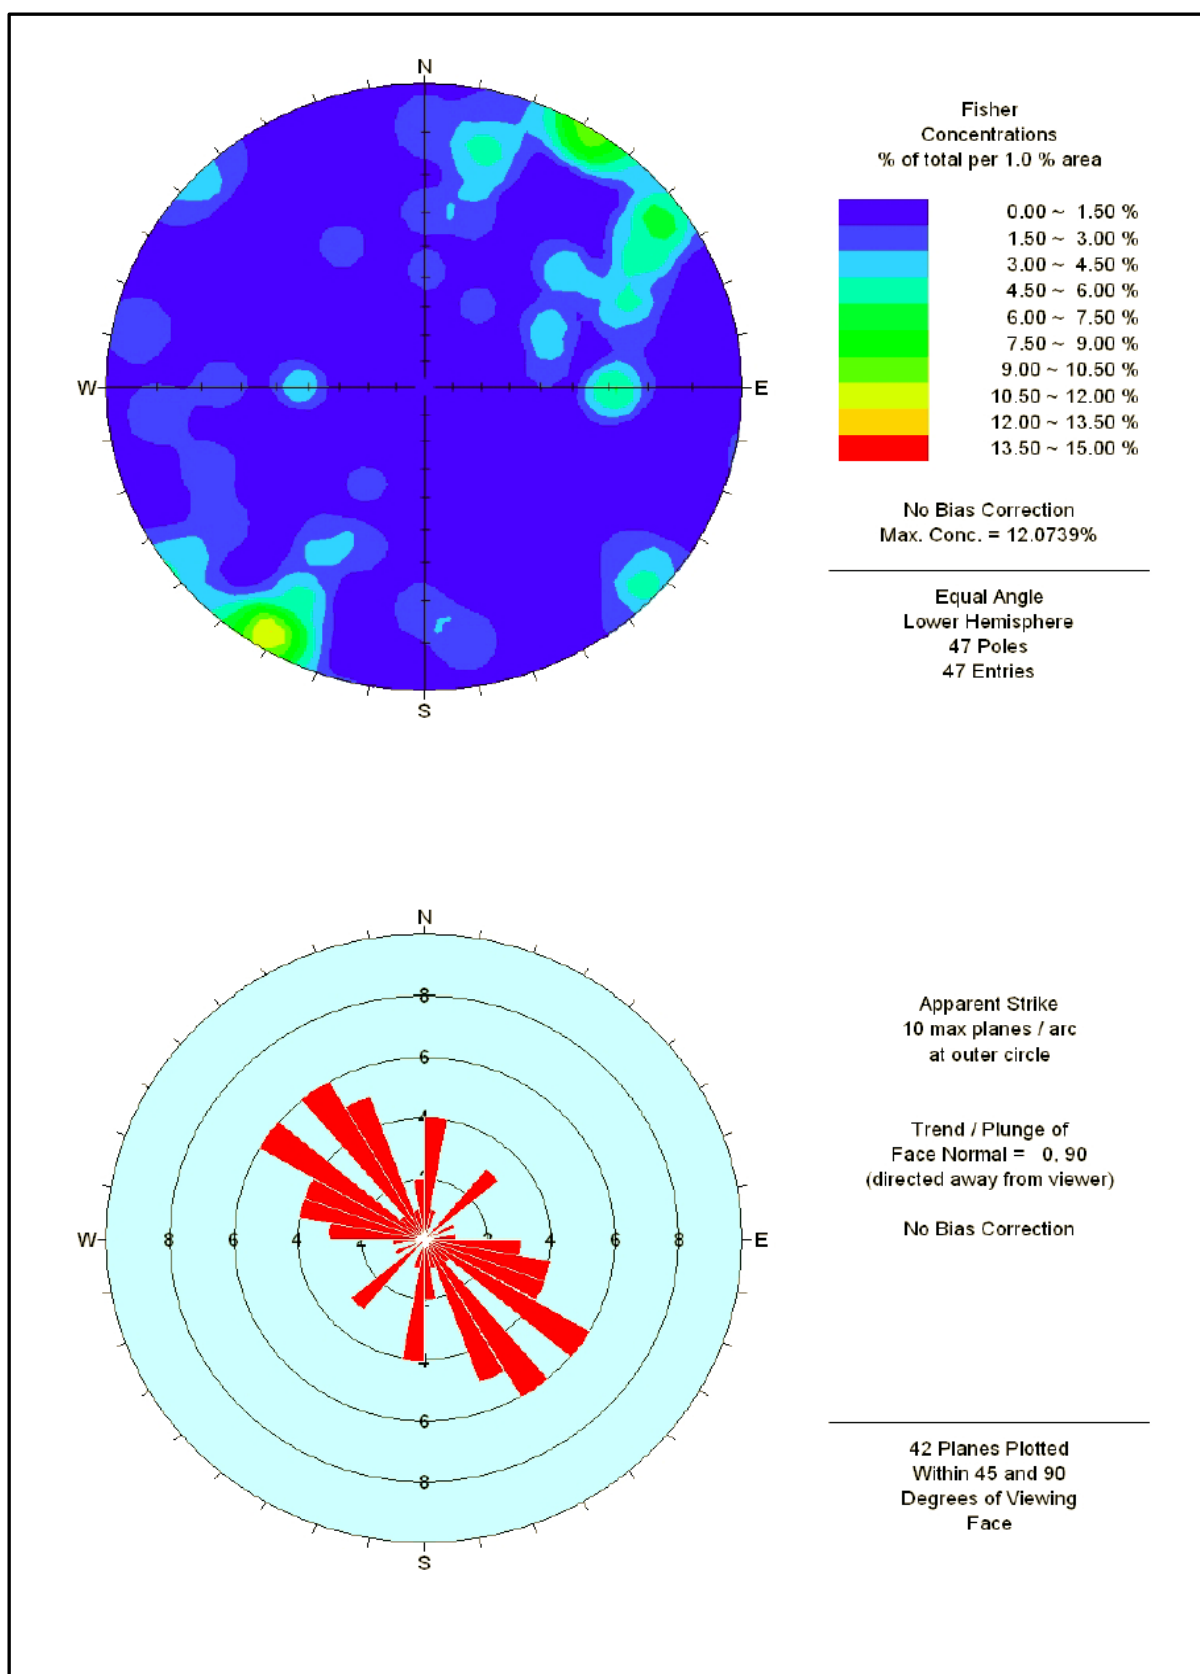 N
W
E
S
Fisher
Concentrations
% of total per 1.0 % area
0.00 ~ 1.50 %
1.50 ~ 3.00 %
3.00 ~ 4.50 %
4.50 ~ 6.00 %
6.00 ~ 7.50 %
7.50 ~ 9.00 %
9.00 ~ 10.50 %
10.50 ~ 12.00 %
12.00 ~ 13.50 %
13.50 ~ 15.00 %
No Bias Correction
Max. Conc. = 12.0739%
Equal Angle
Lower Hemisphere
47 Poles
47 Entries
N
8
6
4
W
8
6
4
2
4
6
8
E
4
6
8
S
Apparent Strike
10 max planes / arc
at outer circle
Trend / Plunge of
Face Normal = 0, 90
(directed away from viewer)
No Bias Correction
42 Planes Plotted
Within 45 and 90
Degrees of Viewing
Face